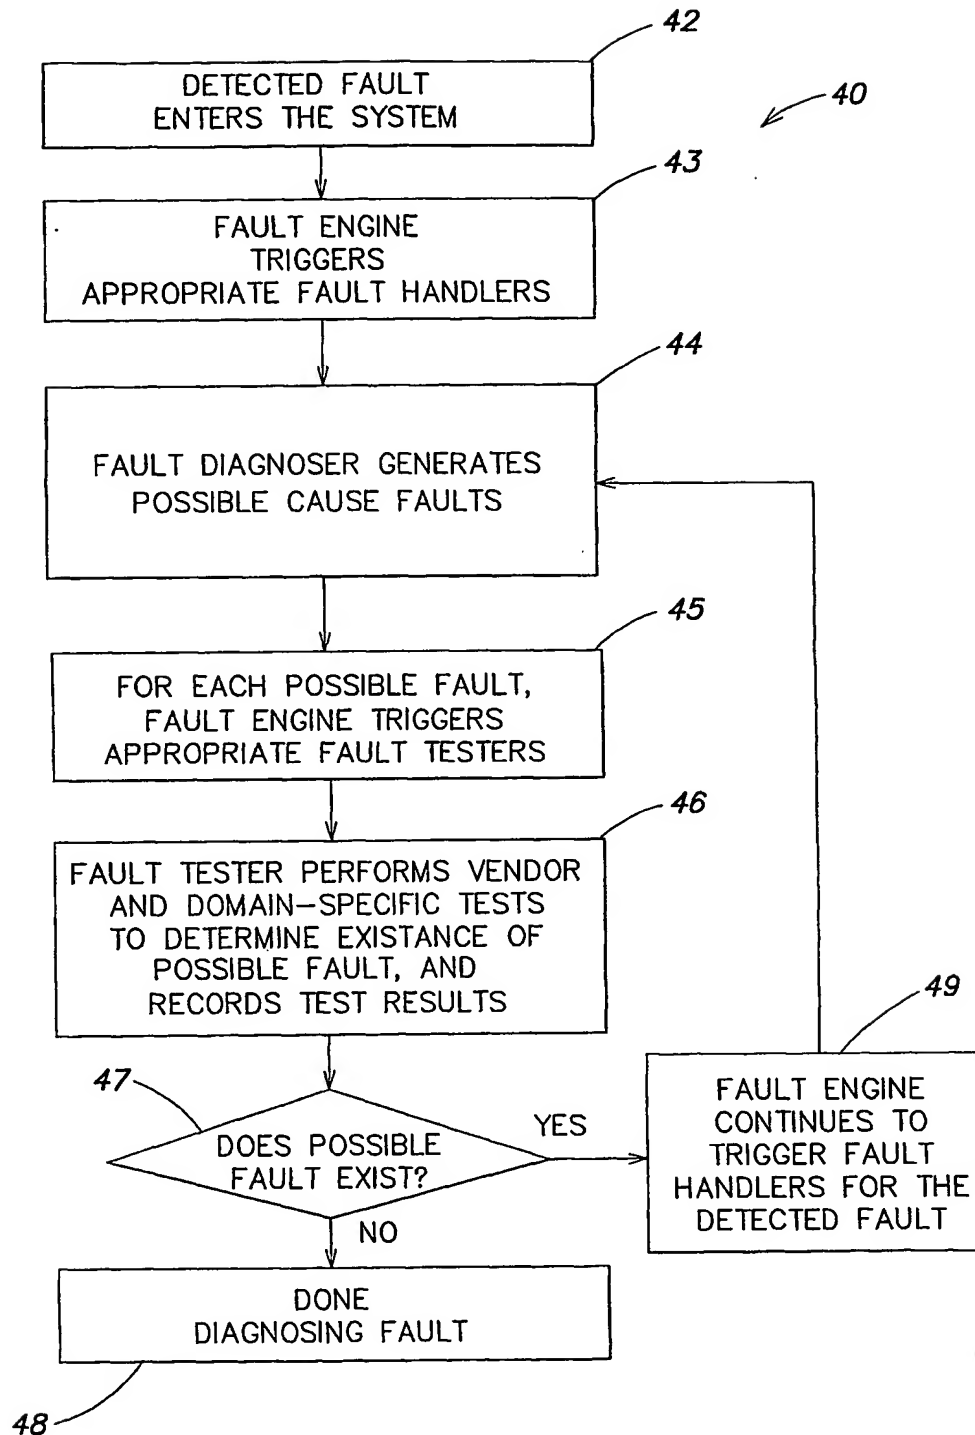 42
DETECTED FAULT
ENTERS THE SYSTEM
40
43
FAULT ENGINE
TRIGGERS
APPROPRIATE FAULT HANDLERS
44
FAULT DIAGNOSER GENERATES
POSSIBLE CAUSE FAULTS
45
FOR EACH POSSIBLE FAULT,
FAULT ENGINE TRIGGERS
APPROPRIATE FAULT TESTERS
46
FAULT TESTER PERFORMS VENDOR
AND DOMAIN-SPECIFIC TESTS
TO DETERMINE EXISTANCE OF
POSSIBLE FAULT, AND
RECORDS TEST RESULTS
47
DOES POSSIBLE
FAULT EXIST?
YES
49
FAULT ENGINE
CONTINUES TO
TRIGGER FAULT
HANDLERS FOR THE
DETECTED FAULT
NO
DONE
DIAGNOSING FAULT
48